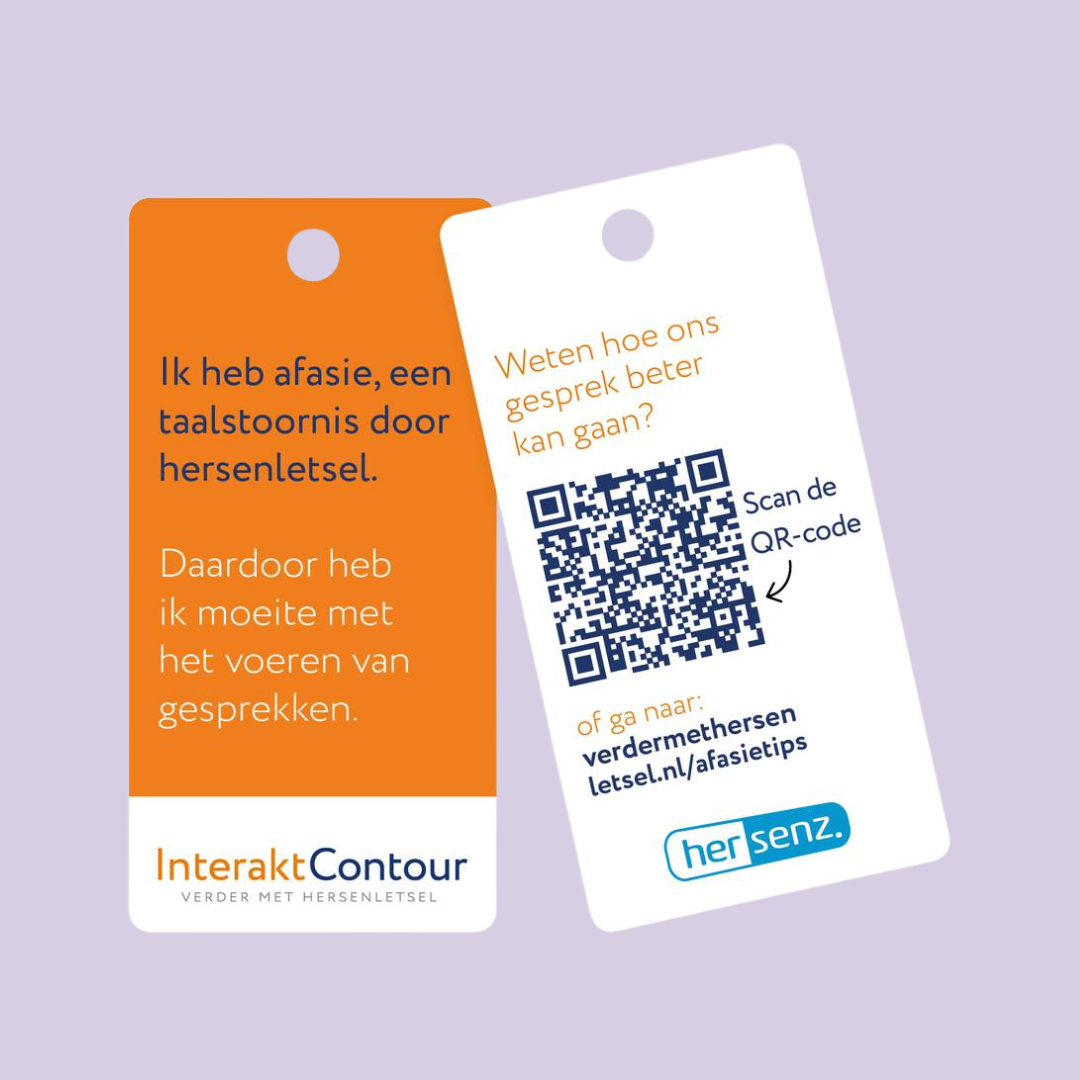 Ik heb afasie, een
taalstoornis door
hersenletsel.
Daardoor heb
ik moeite met
het voeren van
gesprekken.
InteraktContour
VERDER MET HERSENLETSEL
Weten hoe ons
gesprek beter
kan gaan?
Scan de
QR-code
of ga naar:
verdermethersen
letsel.nl/afasietips
hersenz.